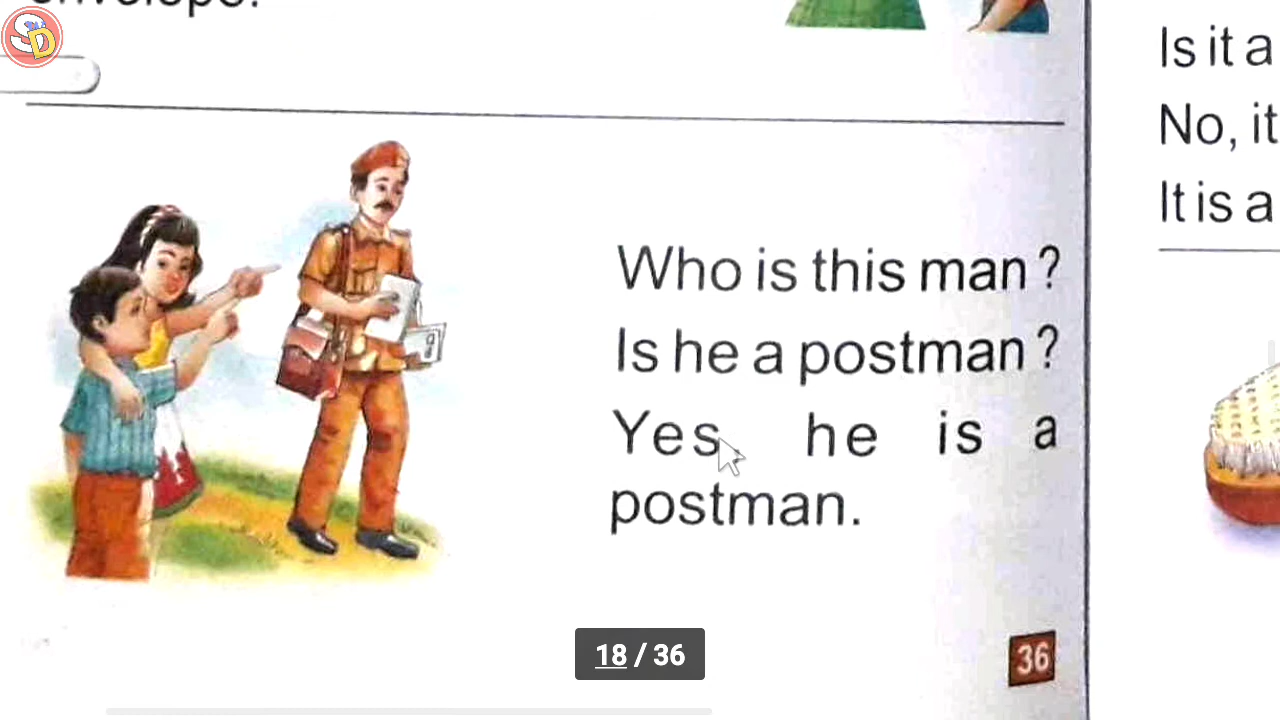 SD
Who is this man ?
Is he a postman ?
Yes, he is a
postman.
36
18 / 36
Is it a
No, it
It is a